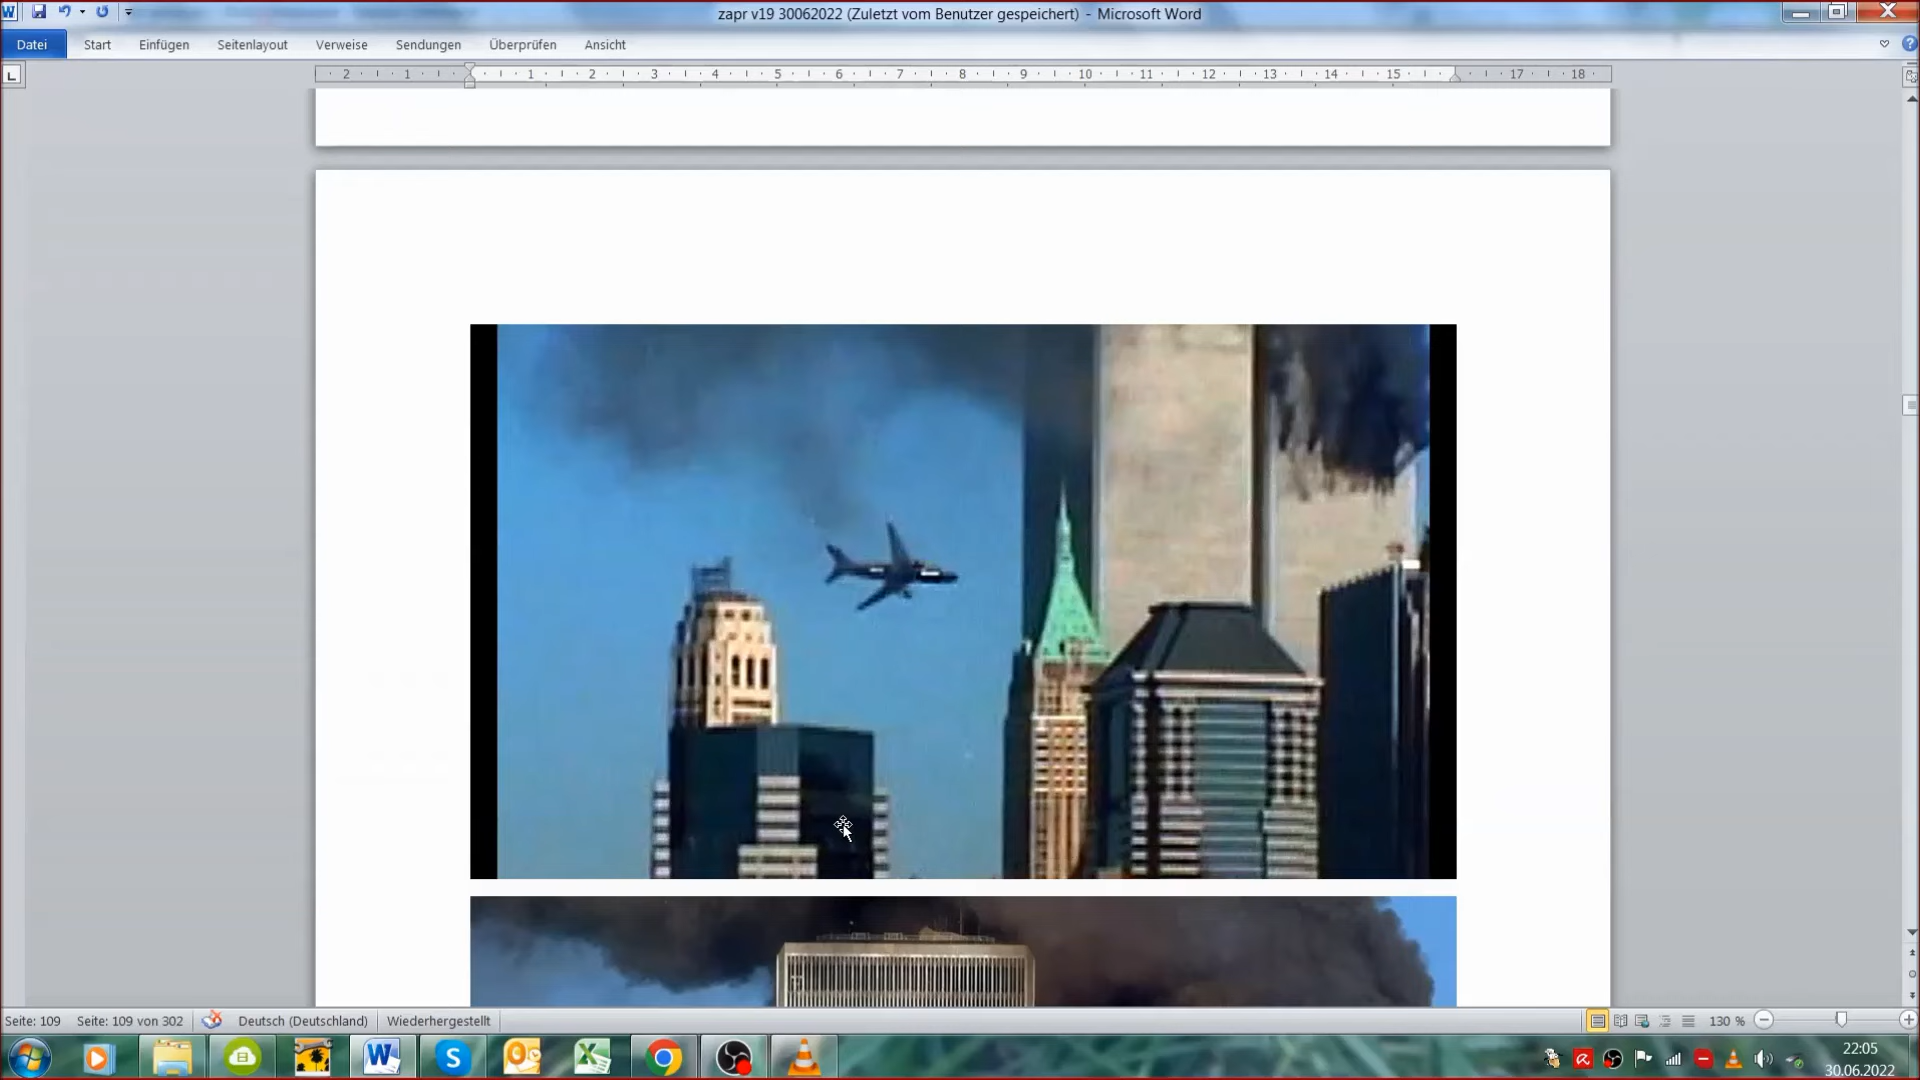 zapr v19 30062022 (Zuletzt vom Benutzer gespeichert) - Microsoft Word
Datei Start Einfügen Seitenlayout Verweise Sendungen Überprüfen Ansicht
2 1 1 2 3 4 5 6 7 8 9 10 11 12 13 14 15 17 18
Seite: 109 Seite: 109 von 302 Deutsch (Deutschland) Wiederhergestellt 130 %
22:05
30.06.2022